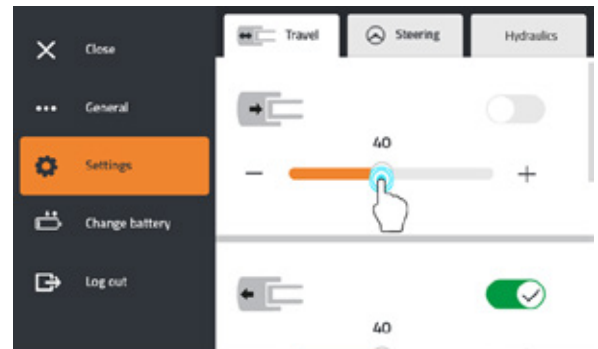 Close
General
Settings
Change battery
Log out
Travel
Steering
Hydraulics
40
40